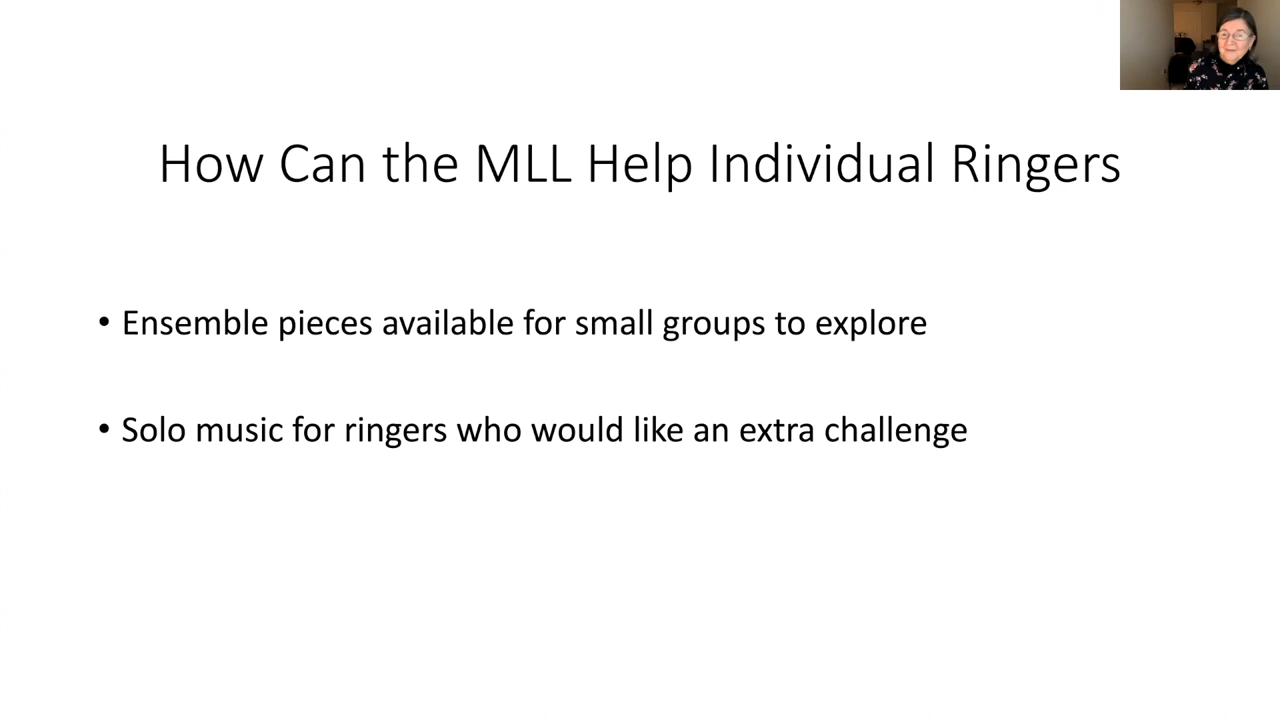 How Can the MLL Help Individual Ringers
• Ensemble pieces available for small groups to explore
• Solo music for ringers who would like an extra challenge